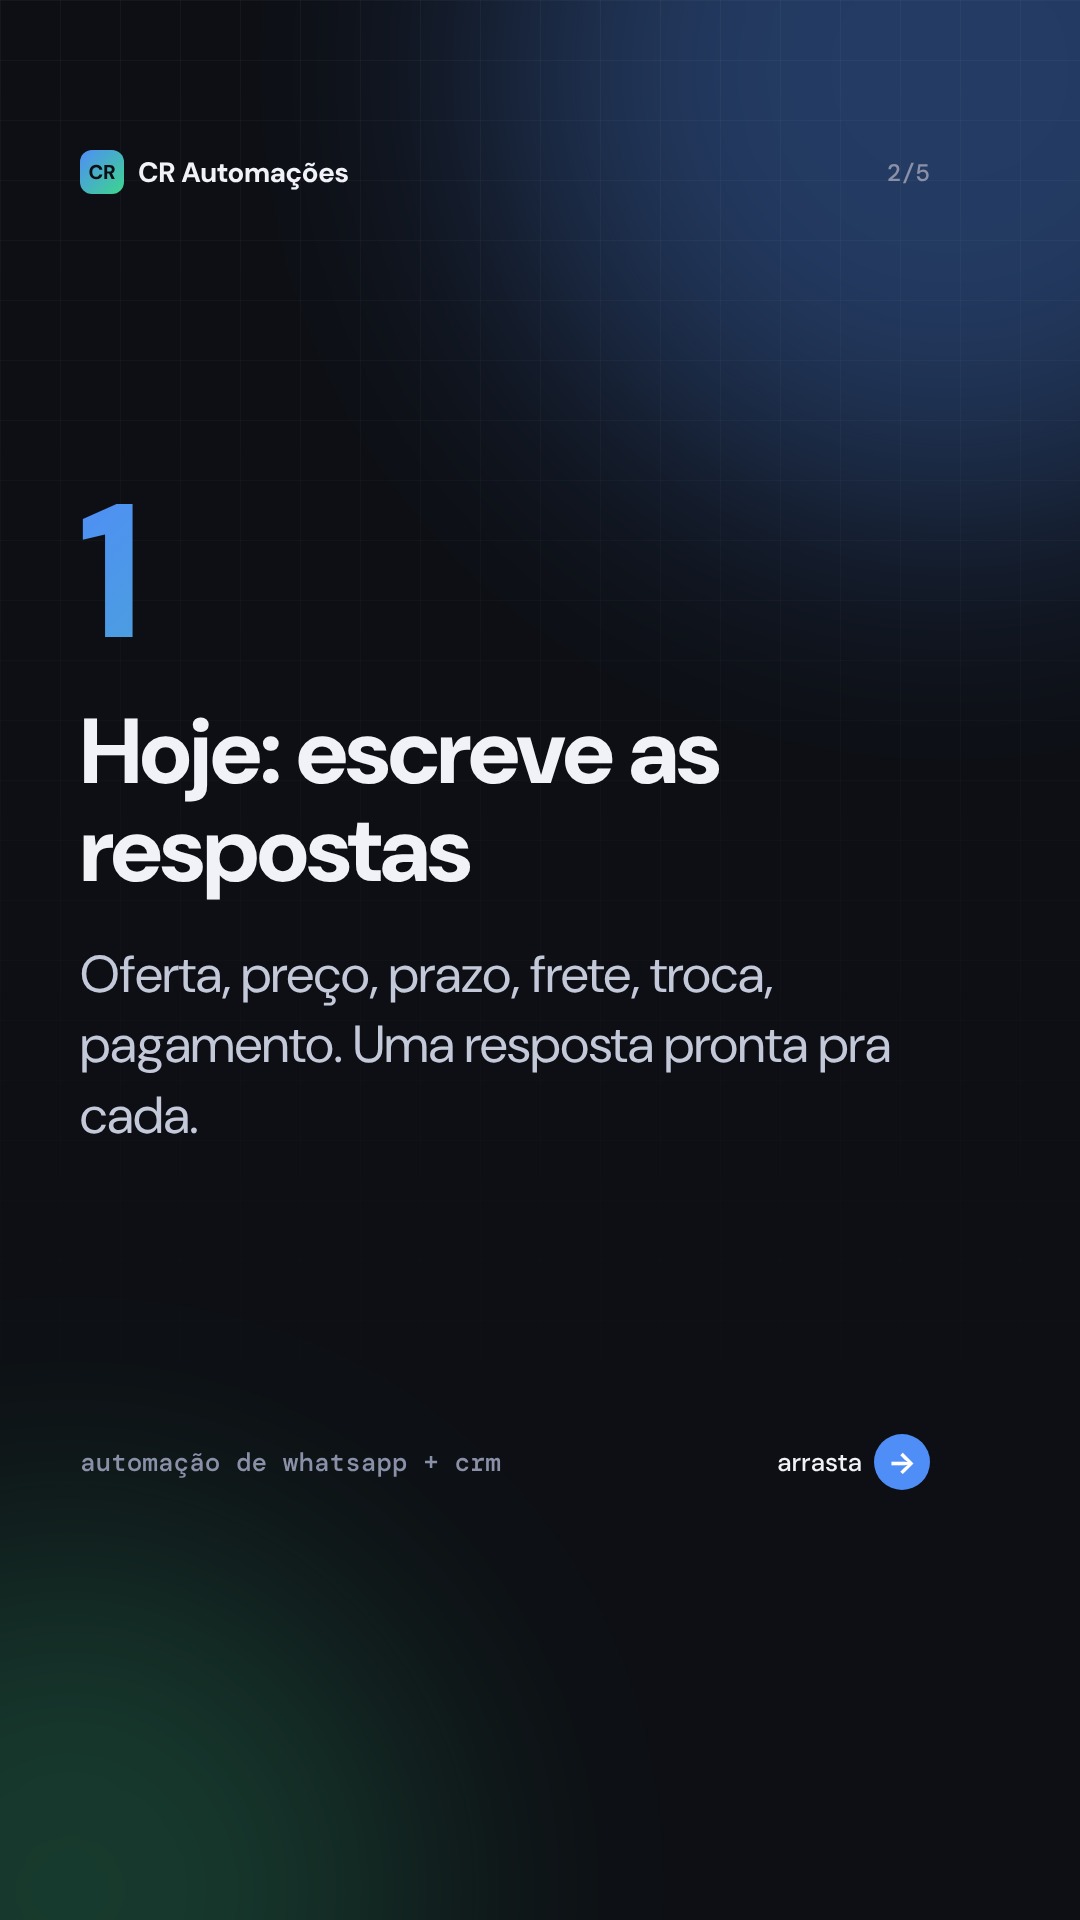 CR CR Automações
2/5
1
Hoje: escreve as
respostas
Oferta, preço, prazo, frete, troca,
pagamento. Uma resposta pronta pra
cada.
automação de whatsapp + crm
arrasta →